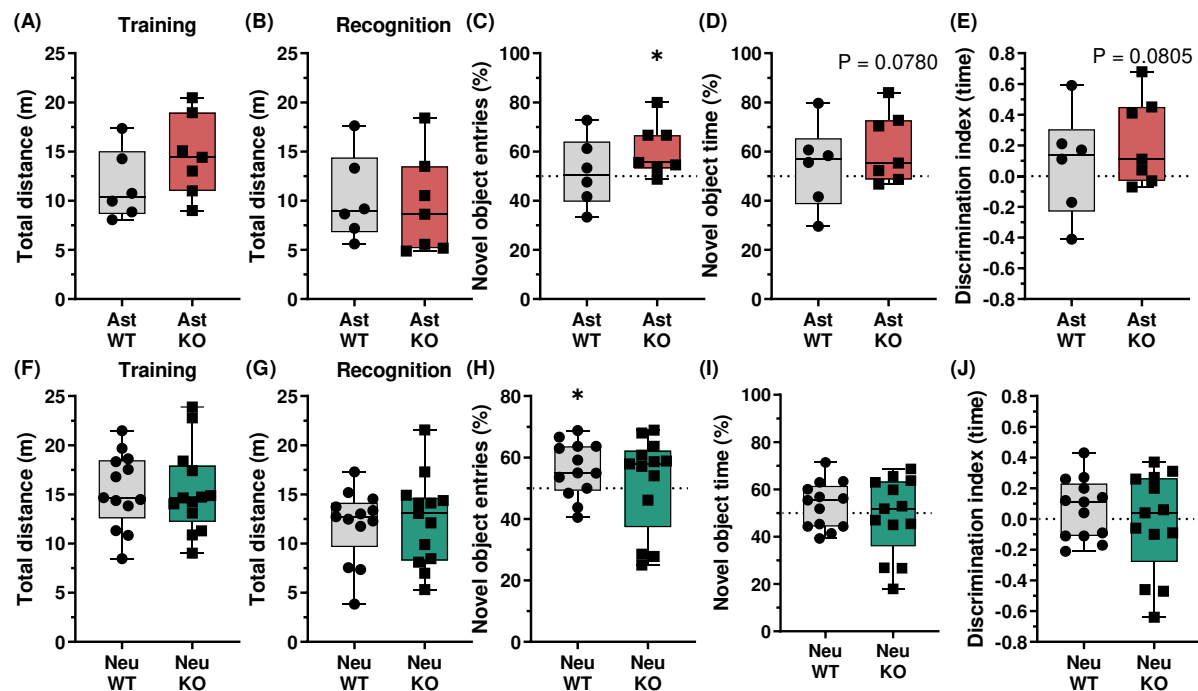 (A) Training
Total distance (m)
25
20
15
10
5
0
Ast WT
Ast KO
(B) Recognition
Total distance (m)
25
20
15
10
5
0
Ast WT
Ast KO
(C)
Novel object entries (%)
100
80
60
40
20
0
*
Ast WT
Ast KO
(D)
Novel object time (%)
100
80
60
40
20
0
P = 0.0780
Ast WT
Ast KO
(E)
Discrimination index (time)
0.8
0.6
0.4
0.2
0.0
-0.2
-0.4
-0.6
-0.8
P = 0.0805
Ast WT
Ast KO
(F) Training
Total distance (m)
25
20
15
10
5
0
Neu WT
Neu KO
(G) Recognition
Total distance (m)
25
20
15
10
5
0
Neu WT
Neu KO
(H)
Novel object entries (%)
80
60
40
20
0
*
Neu WT
Neu KO
(I)
Novel object time (%)
100
80
60
40
20
0
Neu WT
Neu KO
(J)
Discrimination index (time)
0.8
0.6
0.4
0.2
0.0
-0.2
-0.4
-0.6
-0.8
Neu WT
Neu KO